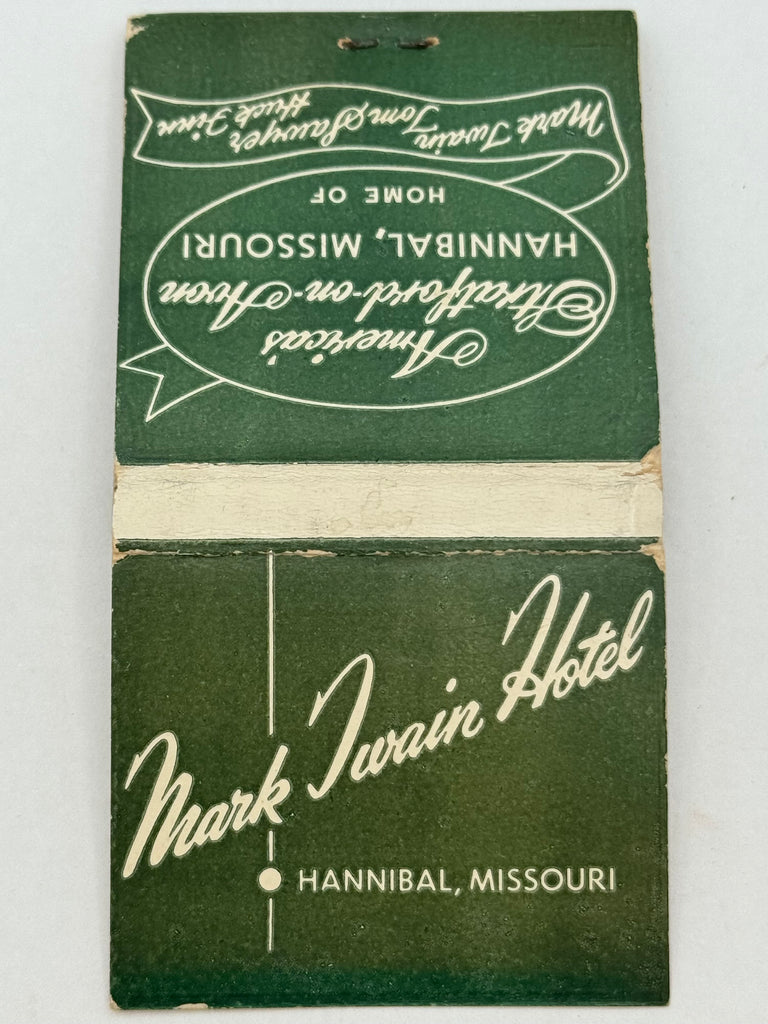 America's
Stratford-on-Avon
HANNIBAL, MISSOURI
HOME OF
Mark Twain
Tom Sawyer
Huck Finn
Mark Twain Hotel
HANNIBAL, MISSOURI